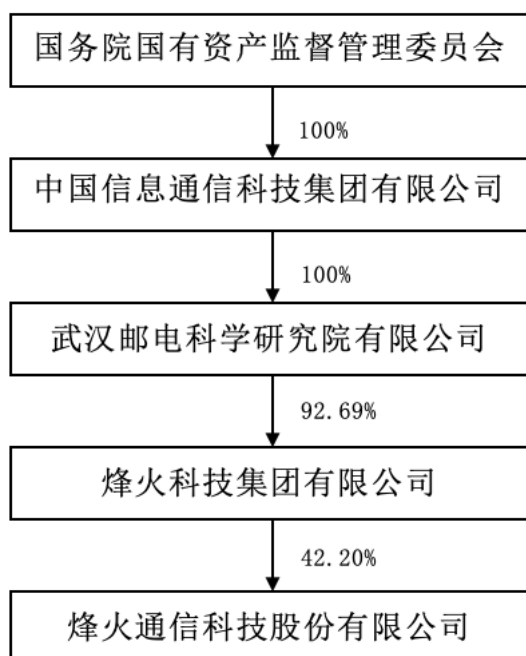 国务院国有资产监督管理委员会
100%
中国信息通信科技集团有限公司
100%
武汉邮电科学研究院有限公司
92.69%
烽火科技集团有限公司
42.20%
烽火通信科技股份有限公司